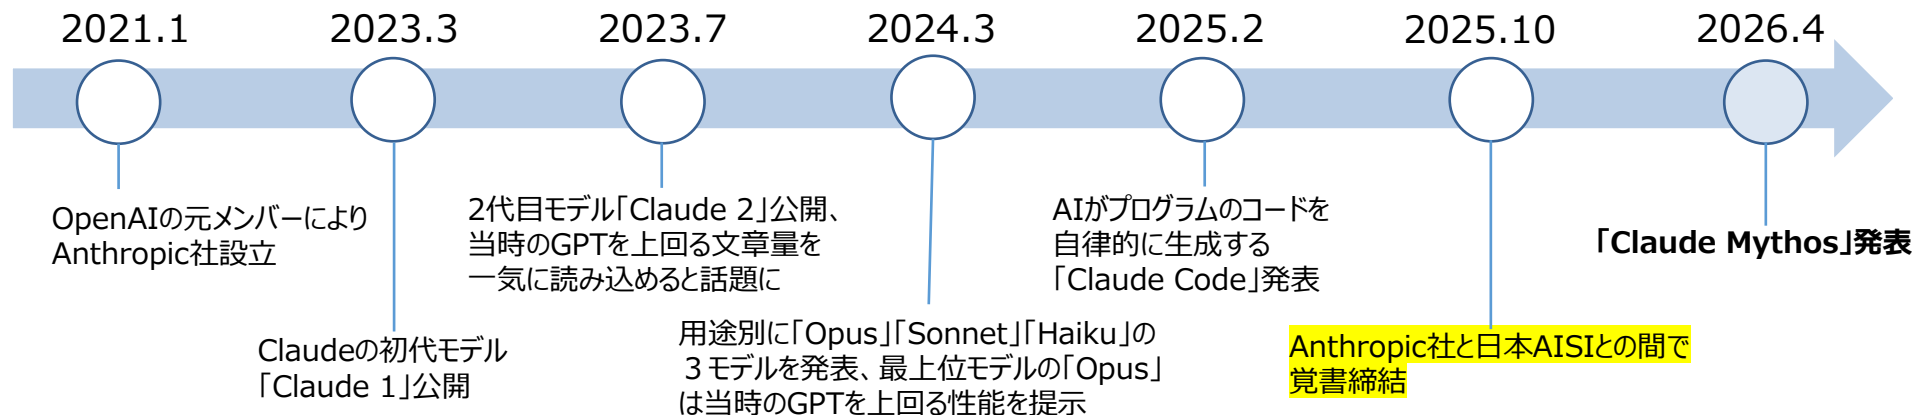 2021.1
2023.3
2023.7
2024.3
2025.2
2025.10
2026.4
OpenAIの元メンバーにより
Anthropic社設立
Claudeの初代モデル
「Claude 1」公開
2代目モデル「Claude 2」公開、
当時のGPTを上回る文章量を
一気に読み込めると話題に
用途別に「Opus」「Sonnet」「Haiku」の
３モデルを発表、最上位モデルの「Opus」
は当時のGPTを上回る性能を提示
AIがプログラムのコードを
自律的に生成する
「Claude Code」発表
Anthropic社と日本AISIとの間で
覚書締結
「Claude Mythos」発表